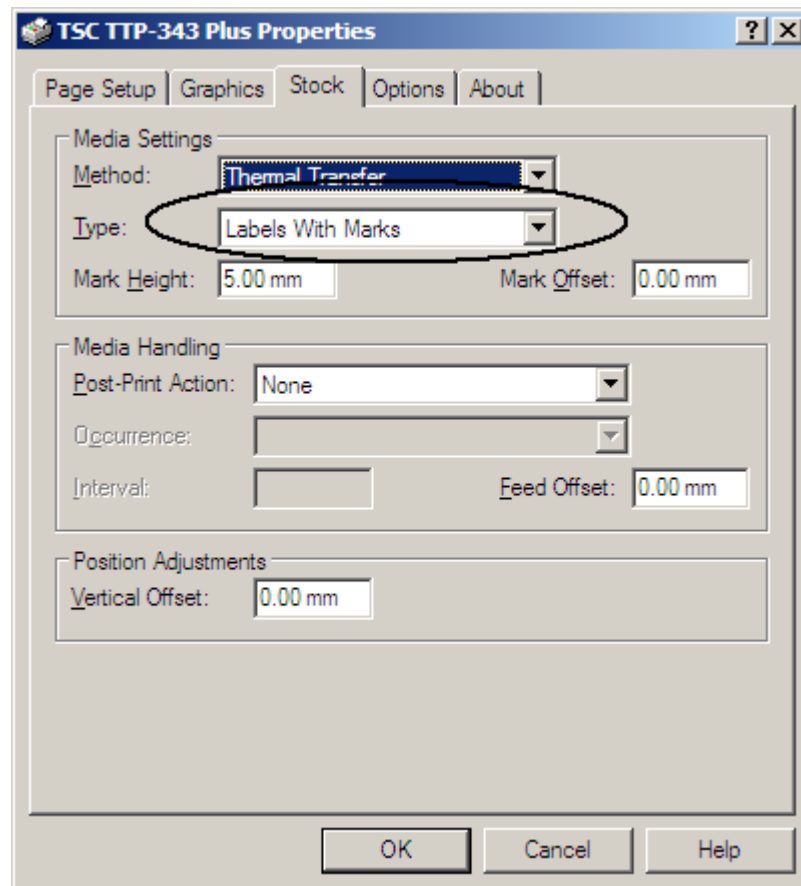 TSC TTP-343 Plus Properties
Page Setup Graphics Stock Options About
Media Settings
Method: Thermal Transfer
Type: Labels With Marks
Mark Height: 5.00 mm Mark Offset: 0.00 mm
Media Handling
Post-Print Action: None
Occurrence:
Interval: Feed Offset: 0.00 mm
Position Adjustments
Vertical Offset: 0.00 mm
OK Cancel Help